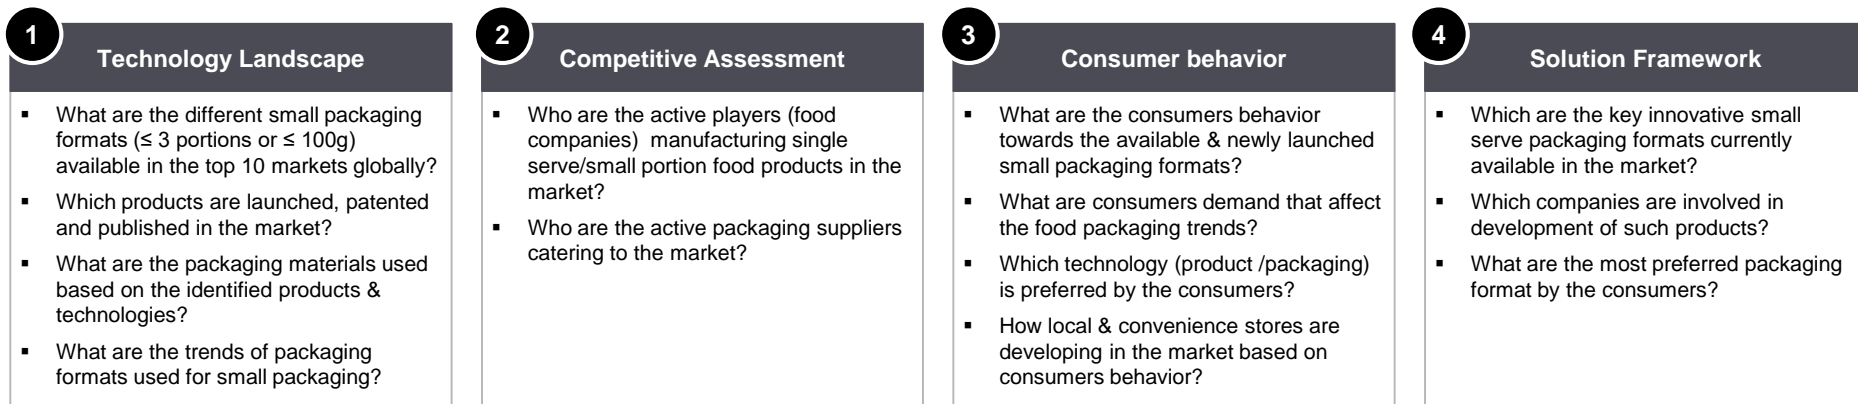 1
Technology Landscape
▪ What are the different small packaging
formats (≤ 3 portions or ≤ 100g)
available in the top 10 markets globally?
▪ Which products are launched, patented
and published in the market?
▪ What are the packaging materials used
based on the identified products &
technologies?
▪ What are the trends of packaging
formats used for small packaging?
2
Competitive Assessment
▪ Who are the active players (food
companies)  manufacturing single
serve/small portion food products in the
market?
▪ Who are the active packaging suppliers
catering to the market?
3
Consumer behavior
▪ What are the consumers behavior
towards the available & newly launched
small packaging formats?
▪ What are consumers demand that affect
the food packaging trends?
▪ Which technology (product /packaging)
is preferred by the consumers?
▪ How local & convenience stores are
developing in the market based on
consumers behavior?
4
Solution Framework
▪ Which are the key innovative small
serve packaging formats currently
available in the market?
▪ Which companies are involved in
development of such products?
▪ What are the most preferred packaging
format by the consumers?